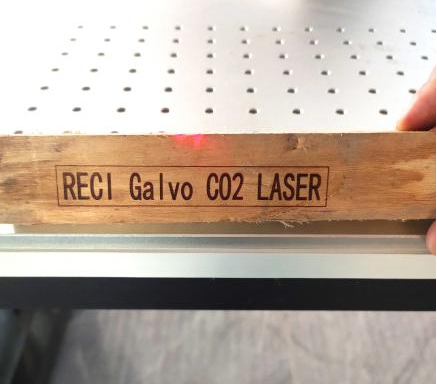 RECI Galvo CO2 LASER